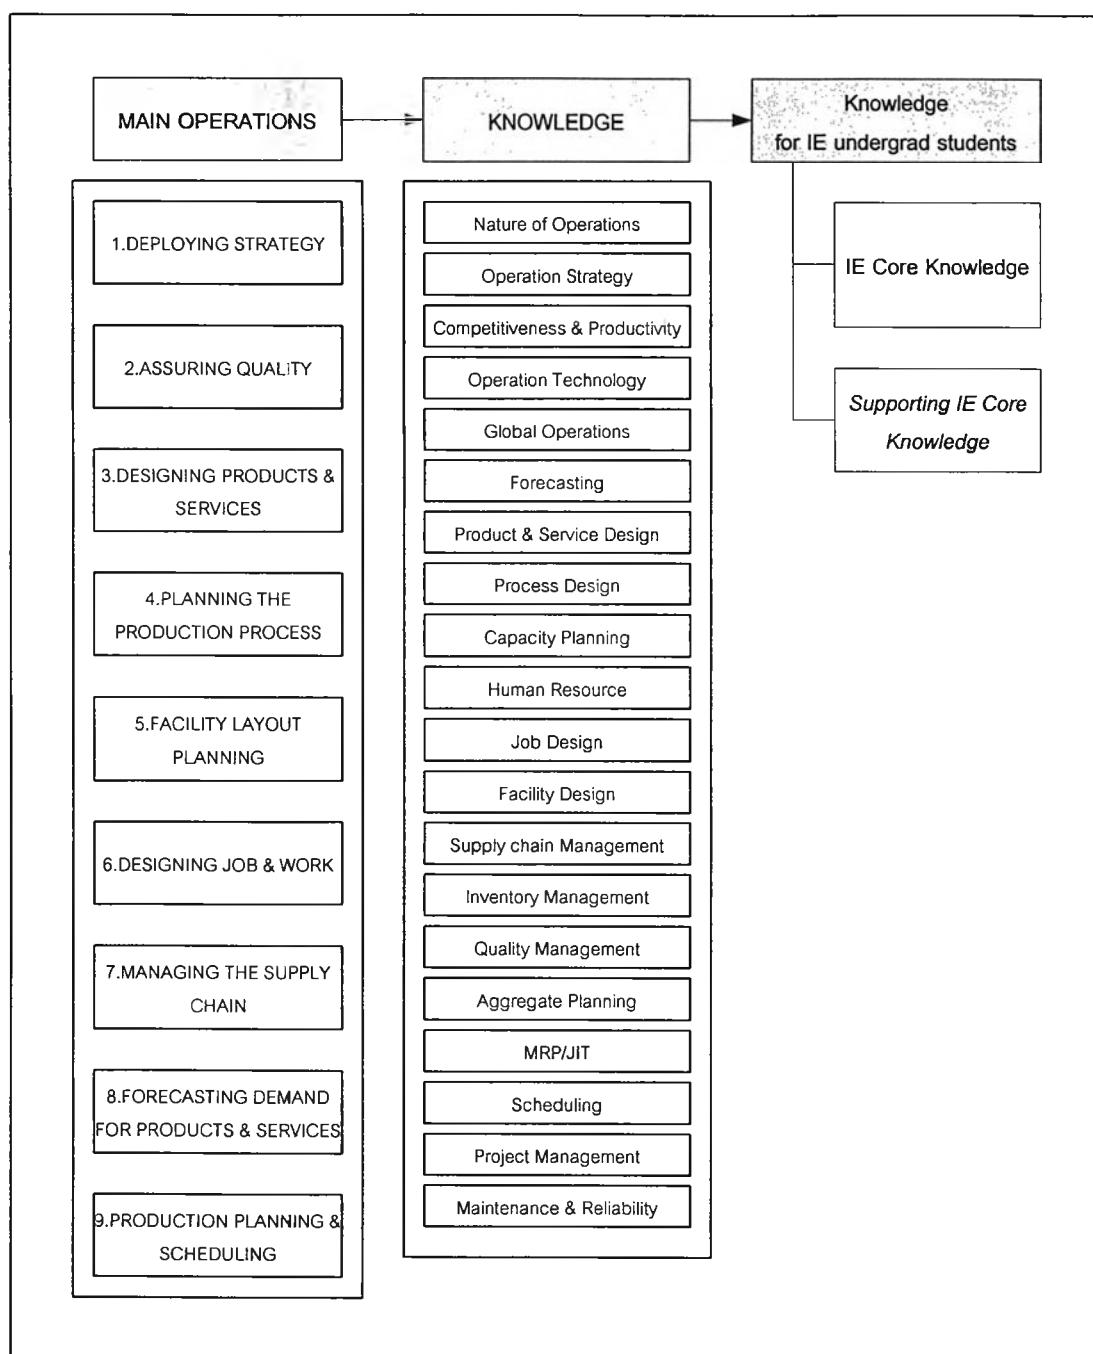 MAIN OPERATIONS
KNOWLEDGE
Knowledge
for IE undergrad students
1.DEPLOYING STRATEGY
2.ASSURING QUALITY
3.DESIGNING PRODUCTS &
SERVICES
4.PLANNING THE
PRODUCTION PROCESS
5.FACILITY LAYOUT
PLANNING
6.DESIGNING JOB & WORK
7.MANAGING THE SUPPLY
CHAIN
8.FORECASTING DEMAND
FOR PRODUCTS & SERVICES
9.PRODUCTION PLANNING &
SCHEDULING
Nature of Operations
Operation Strategy
Competitiveness & Productivity
Operation Technology
Global Operations
Forecasting
Product & Service Design
Process Design
Capacity Planning
Human Resource
Job Design
Facility Design
Supply chain Management
Inventory Management
Quality Management
Aggregate Planning
MRP/JIT
Scheduling
Project Management
Maintenance & Reliability
IE Core Knowledge
Supporting IE Core
Knowledge